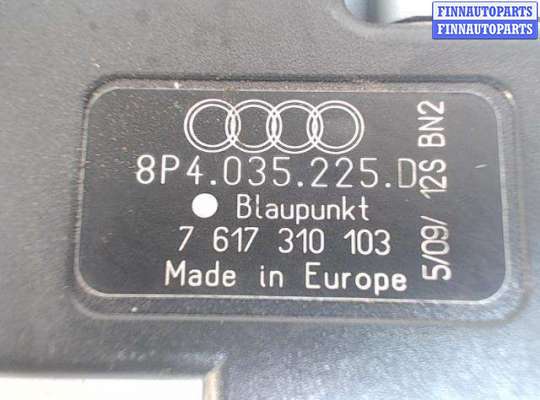 FINNAUTOPARTS
FINNAUTOPARTS
8P4.035.225.D
Blaupunkt
7 617 310 103
Made in Europe
5/09/ 12S BN2